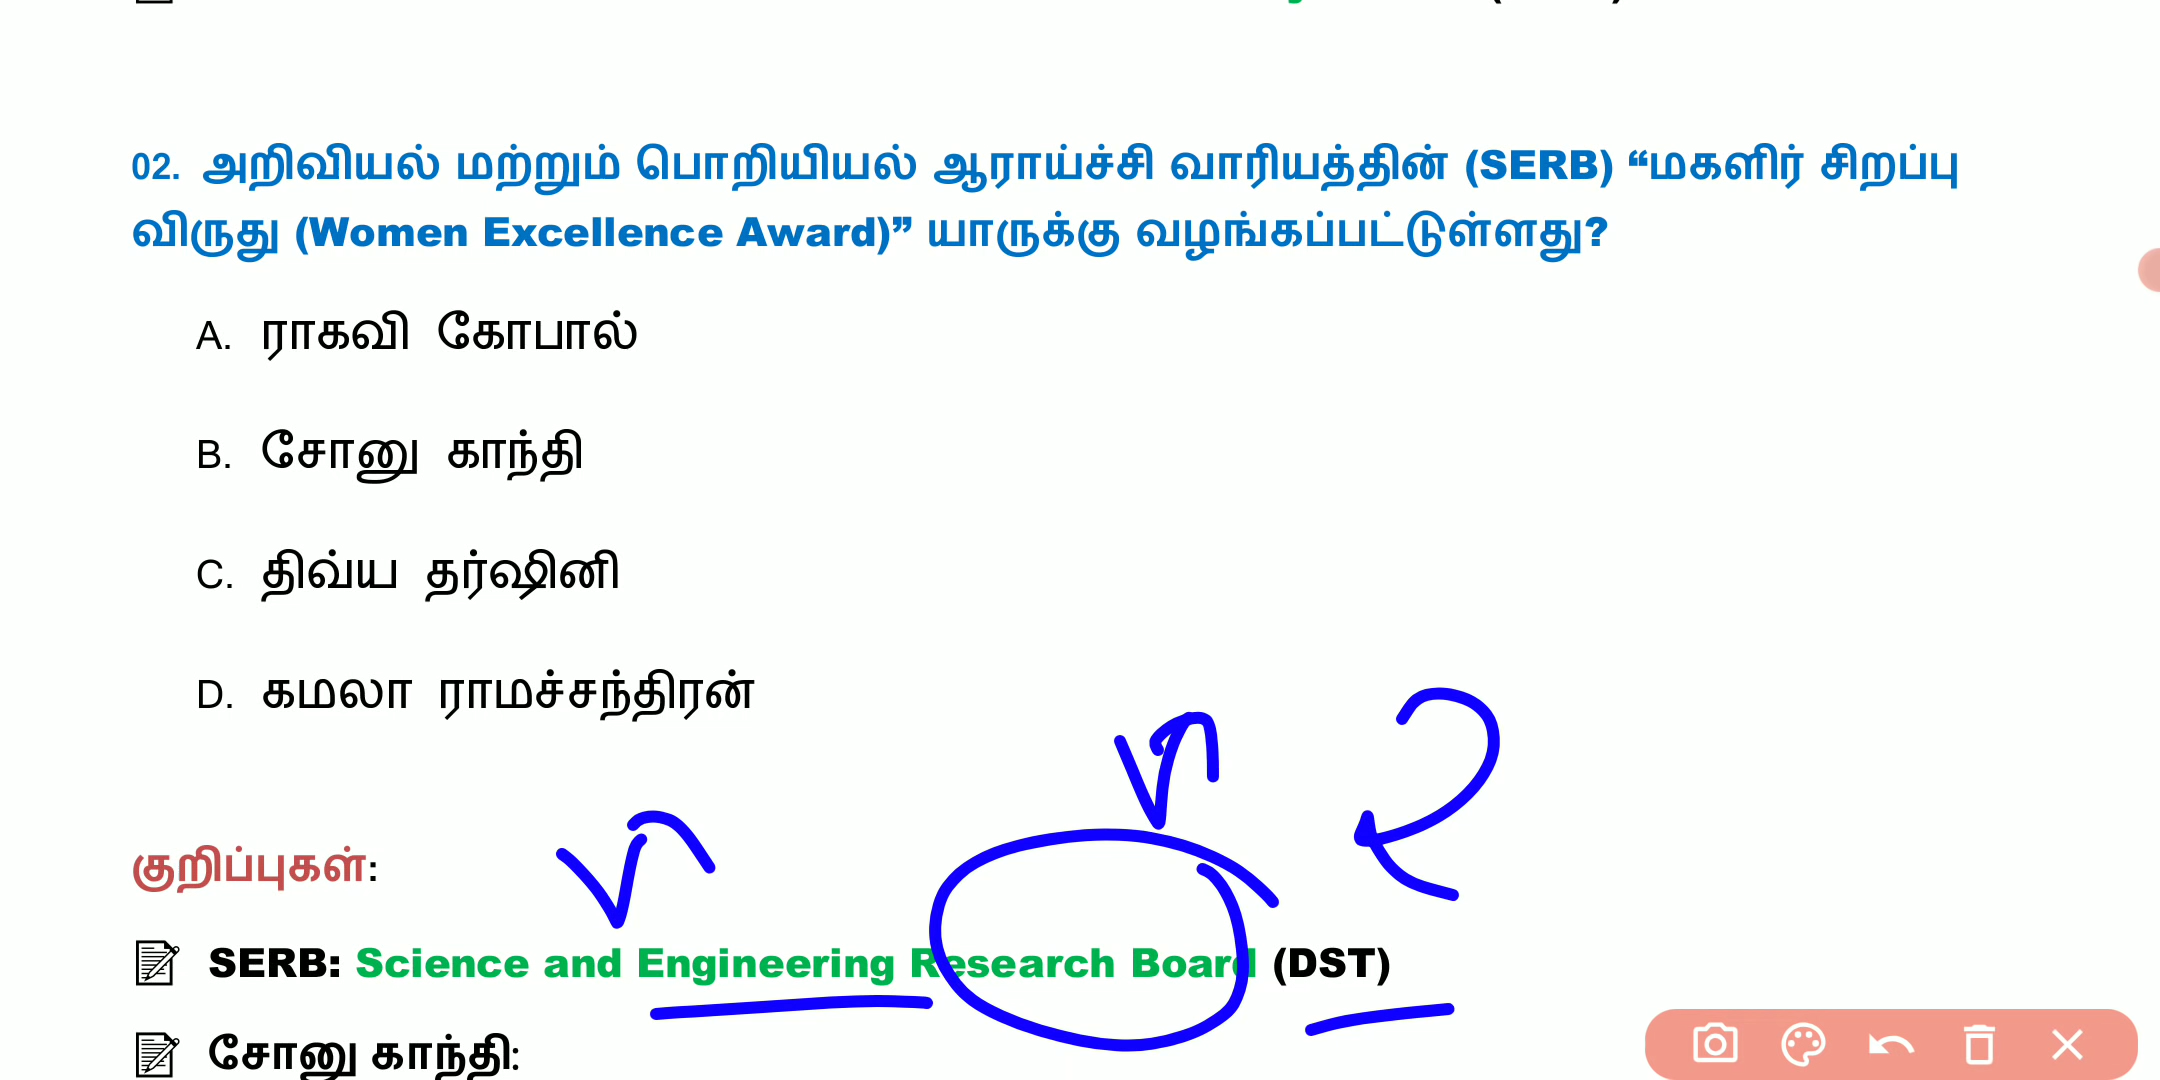 02. அறிவியல் மற்றும் பொறியியல் ஆராய்ச்சி வாரியத்தின் (SERB) “மகளிர் சிறப்பு
விருது (Women Excellence Award)” யாருக்கு வழங்கப்பட்டுள்ளது?
A. ராகவி கோபால்
B. சோனு காந்தி
C. திவ்ய தர்ஷினி
D. கமலா ராமச்சந்திரன்
குறிப்புகள்:
SERB: Science and Engineering Research Board (DST)
சோனு காந்தி: